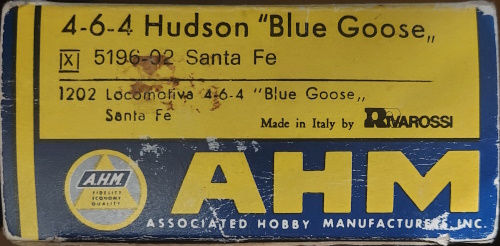 4-6-4 Hudson "Blue Goose„
X 5196-02 Santa Fe
1202 Locomotiva 4-6-4 "Blue Goose„
Santa Fe
Made in Italy by RIVAROSSI
AHM
FIDELITY
ECONOMY
QUALITY
AHM
ASSOCIATED HOBBY MANUFACTURERS, INC.